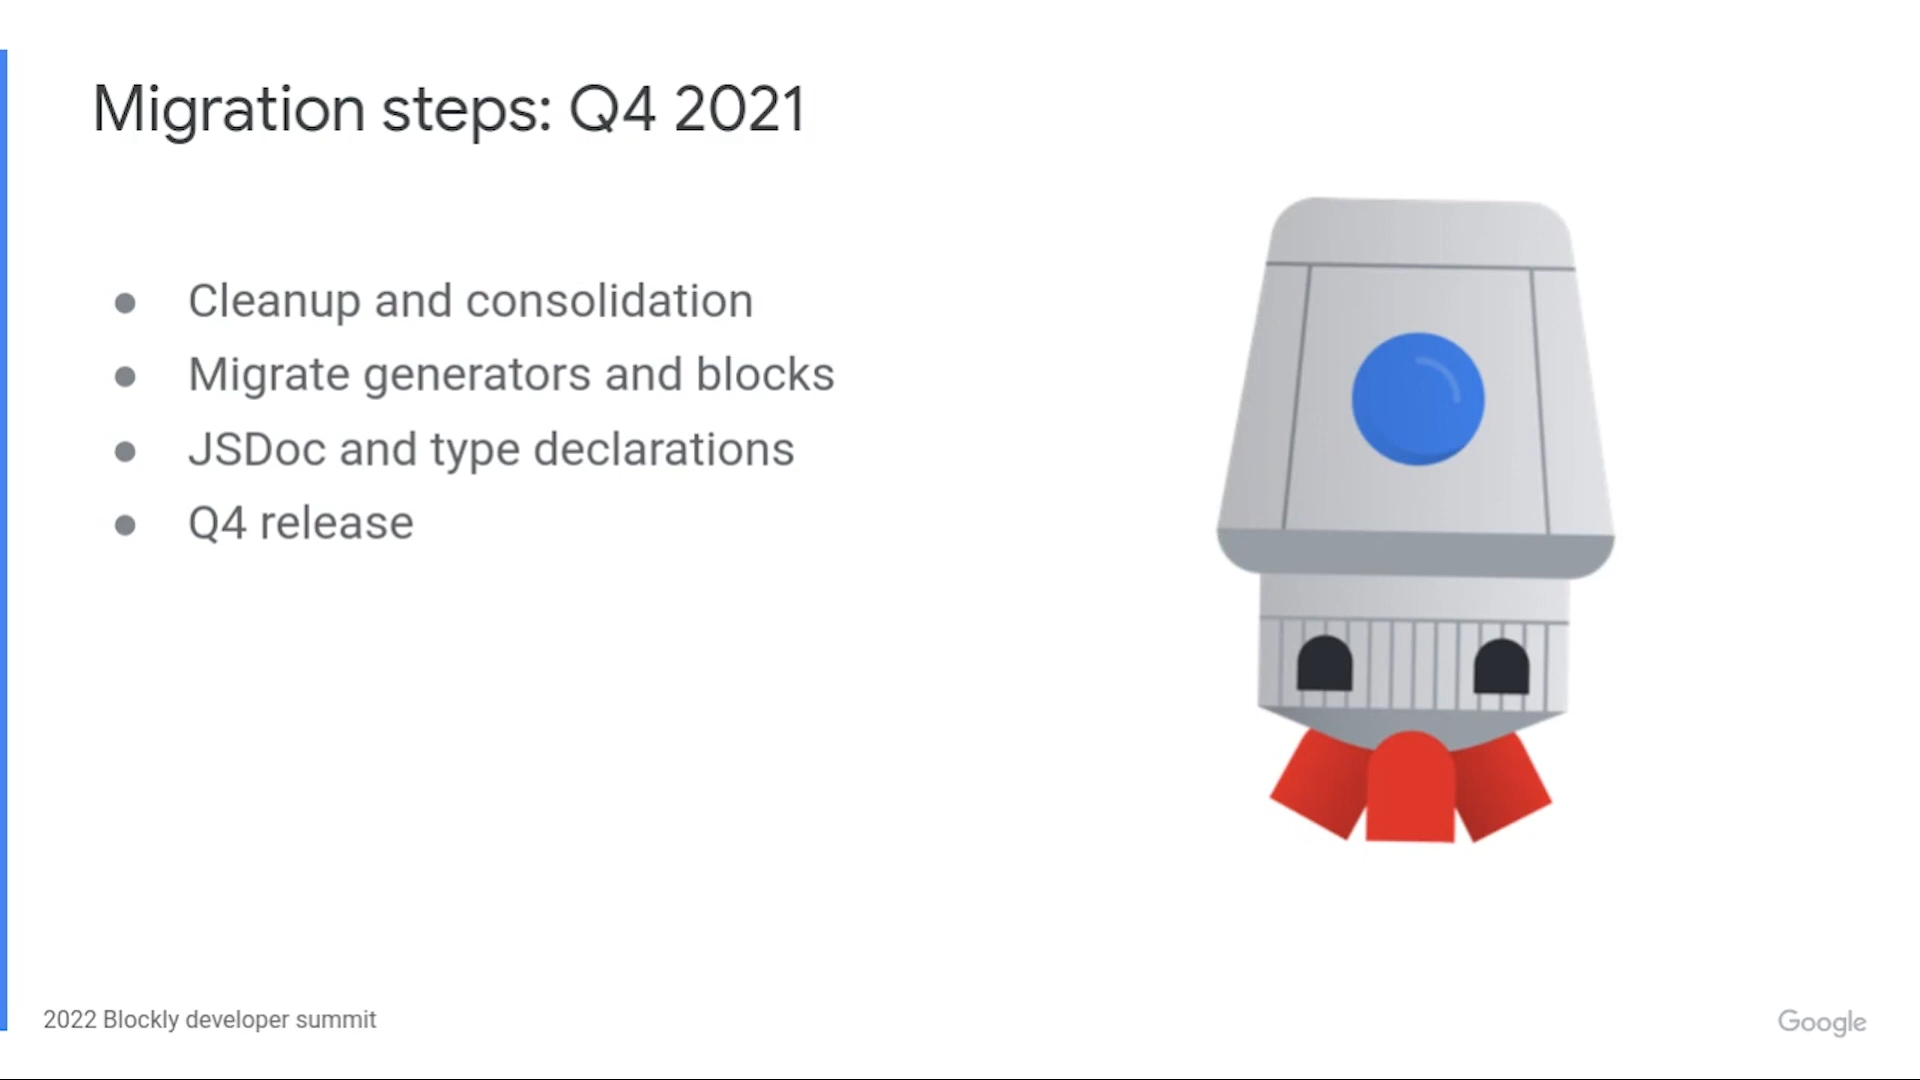 Migration steps: Q4 2021
Cleanup and consolidation
Migrate generators and blocks
JSDoc and type declarations
Q4 release
2022 Blockly developer summit
Google